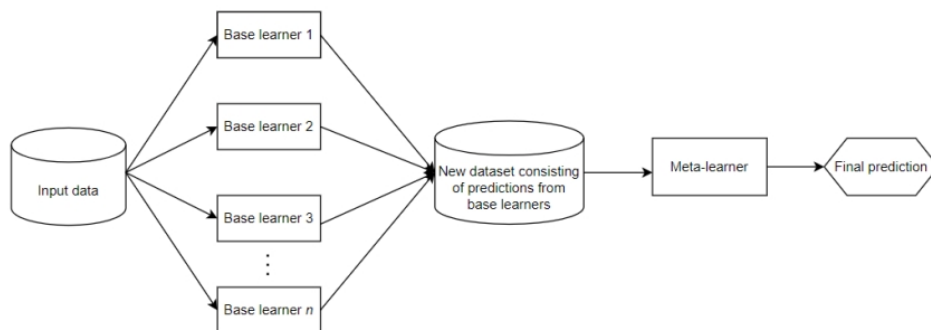 Base learner 1
Base learner 2
Input data
Base learner 3
Base learner n
New dataset consisting
of predictions from
base learners
Meta-learner
Final prediction